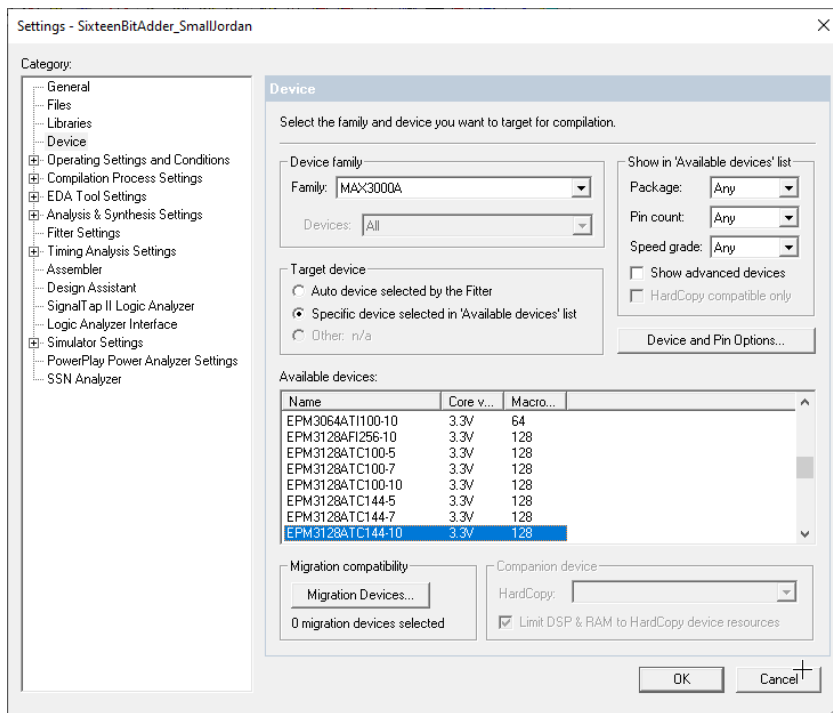 Settings - SixteenBitAdder_SmallJordan
Category:
General
Files
Libraries
Device
Operating Settings and Conditions
Compilation Process Settings
EDA Tool Settings
Analysis & Synthesis Settings
Fitter Settings
Timing Analysis Settings
Assembler
Design Assistant
SignalTap II Logic Analyzer
Logic Analyzer Interface
Simulator Settings
PowerPlay Power Analyzer Settings
SSN Analyzer
Device
Select the family and device you want to target for compilation.
Device family
Family: MAX3000A
Devices: All
Target device
Auto device selected by the Fitter
Specific device selected in 'Available devices' list
Other: n/a
Show in 'Available devices' list
Package: Any
Pin count: Any
Speed grade: Any
Show advanced devices
HardCopy compatible only
Device and Pin Options...
Available devices:
Name Core v... Macro...
EPM3064ATI100-10 3.3V 64
EPM3128AFI256-10 3.3V 128
EPM3128ATC100-5 3.3V 128
EPM3128ATC100-7 3.3V 128
EPM3128ATC100-10 3.3V 128
EPM3128ATC144-5 3.3V 128
EPM3128ATC144-7 3.3V 128
EPM3128ATC144-10 3.3V 128
Migration compatibility
Migration Devices...
0 migration devices selected
Companion device
HardCopy:
Limit DSP & RAM to HardCopy device resources
OK Cancel